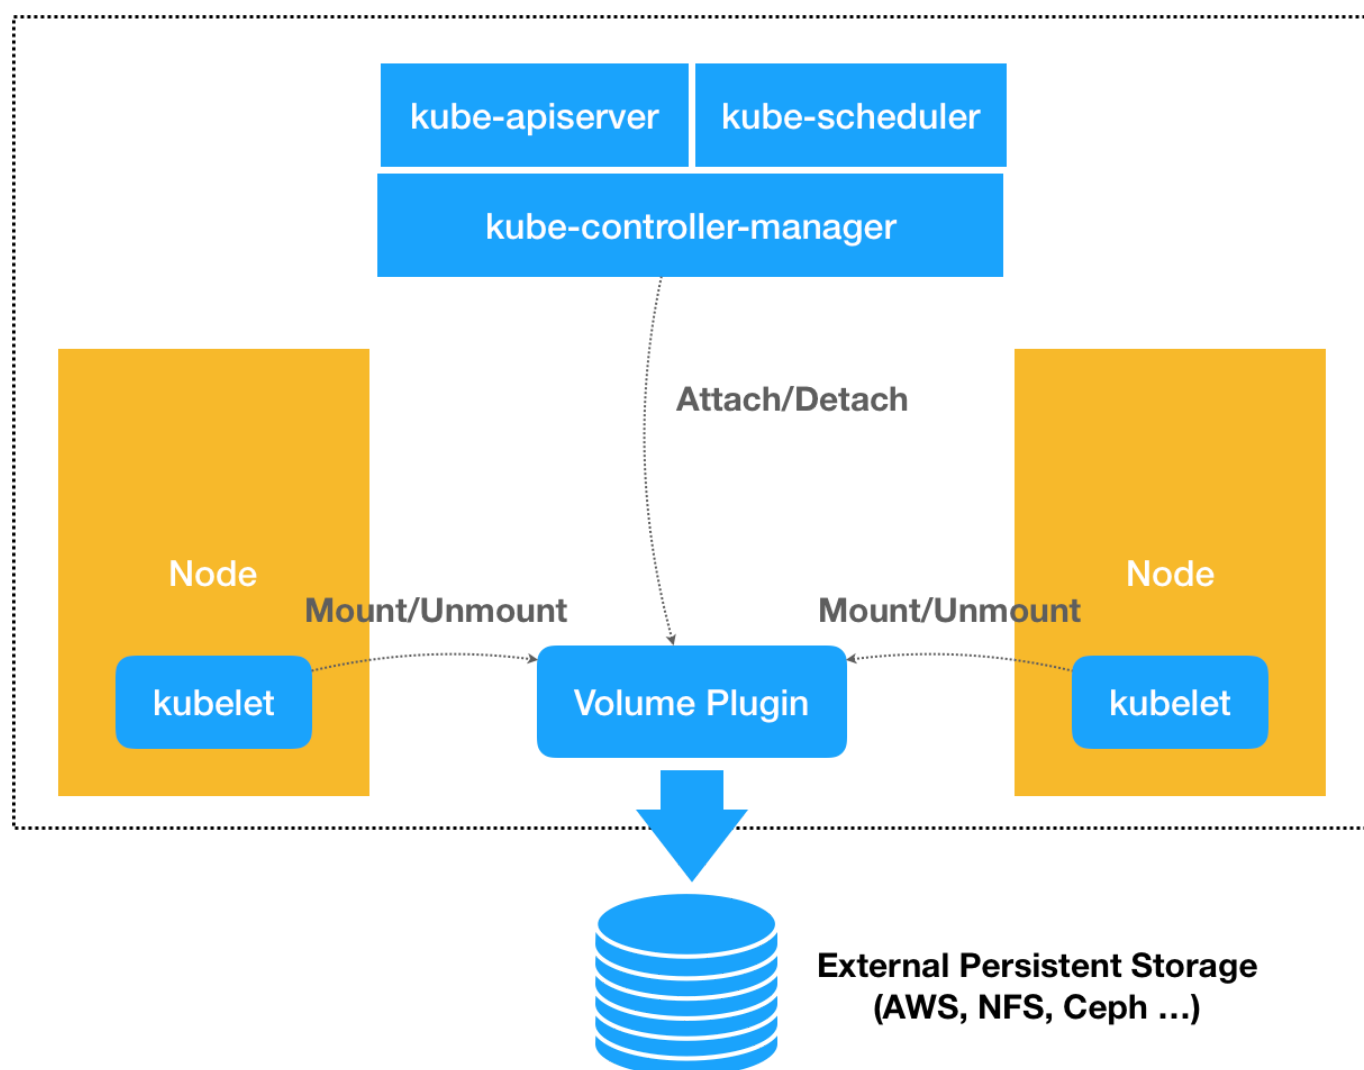 kube-apiserver
kube-scheduler
kube-controller-manager
Attach/Detach
Node
Node
Mount/Unmount
Mount/Unmount
kubelet
Volume Plugin
kubelet
External Persistent Storage
(AWS, NFS, Ceph ...)